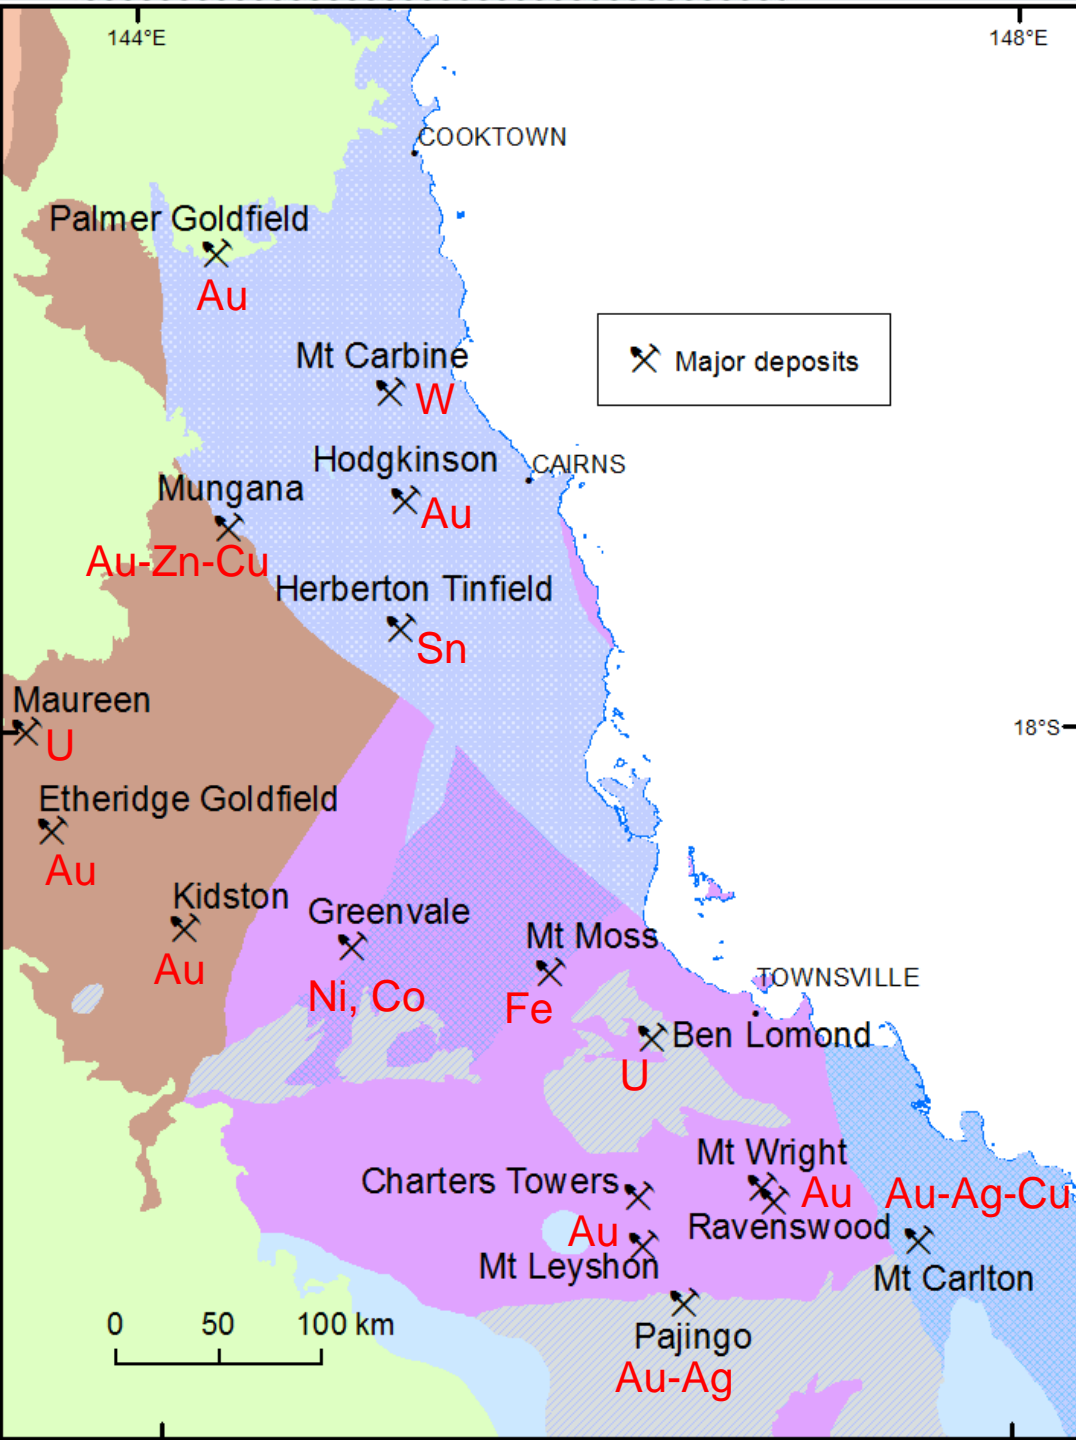 144°E
148°E
COOKTOWN
Palmer Goldfield
Au
Mt Carbine
W
Major deposits
Hodgkinson
Au
CAIRNS
Mungana
Au-Zn-Cu
Herberton Tinfield
Sn
Maureen
U
18°S
Etheridge Goldfield
Au
Kidston
Au
Greenvale
Ni, Co
Mt Moss
Fe
TOWNSVILLE
Ben Lomond
U
Mt Wright
Charters Towers
Au
Au-Ag-Cu
Au
Ravenswood
Mt Leyshon
Mt Carlton
0 50 100 km
Pajingo
Au-Ag